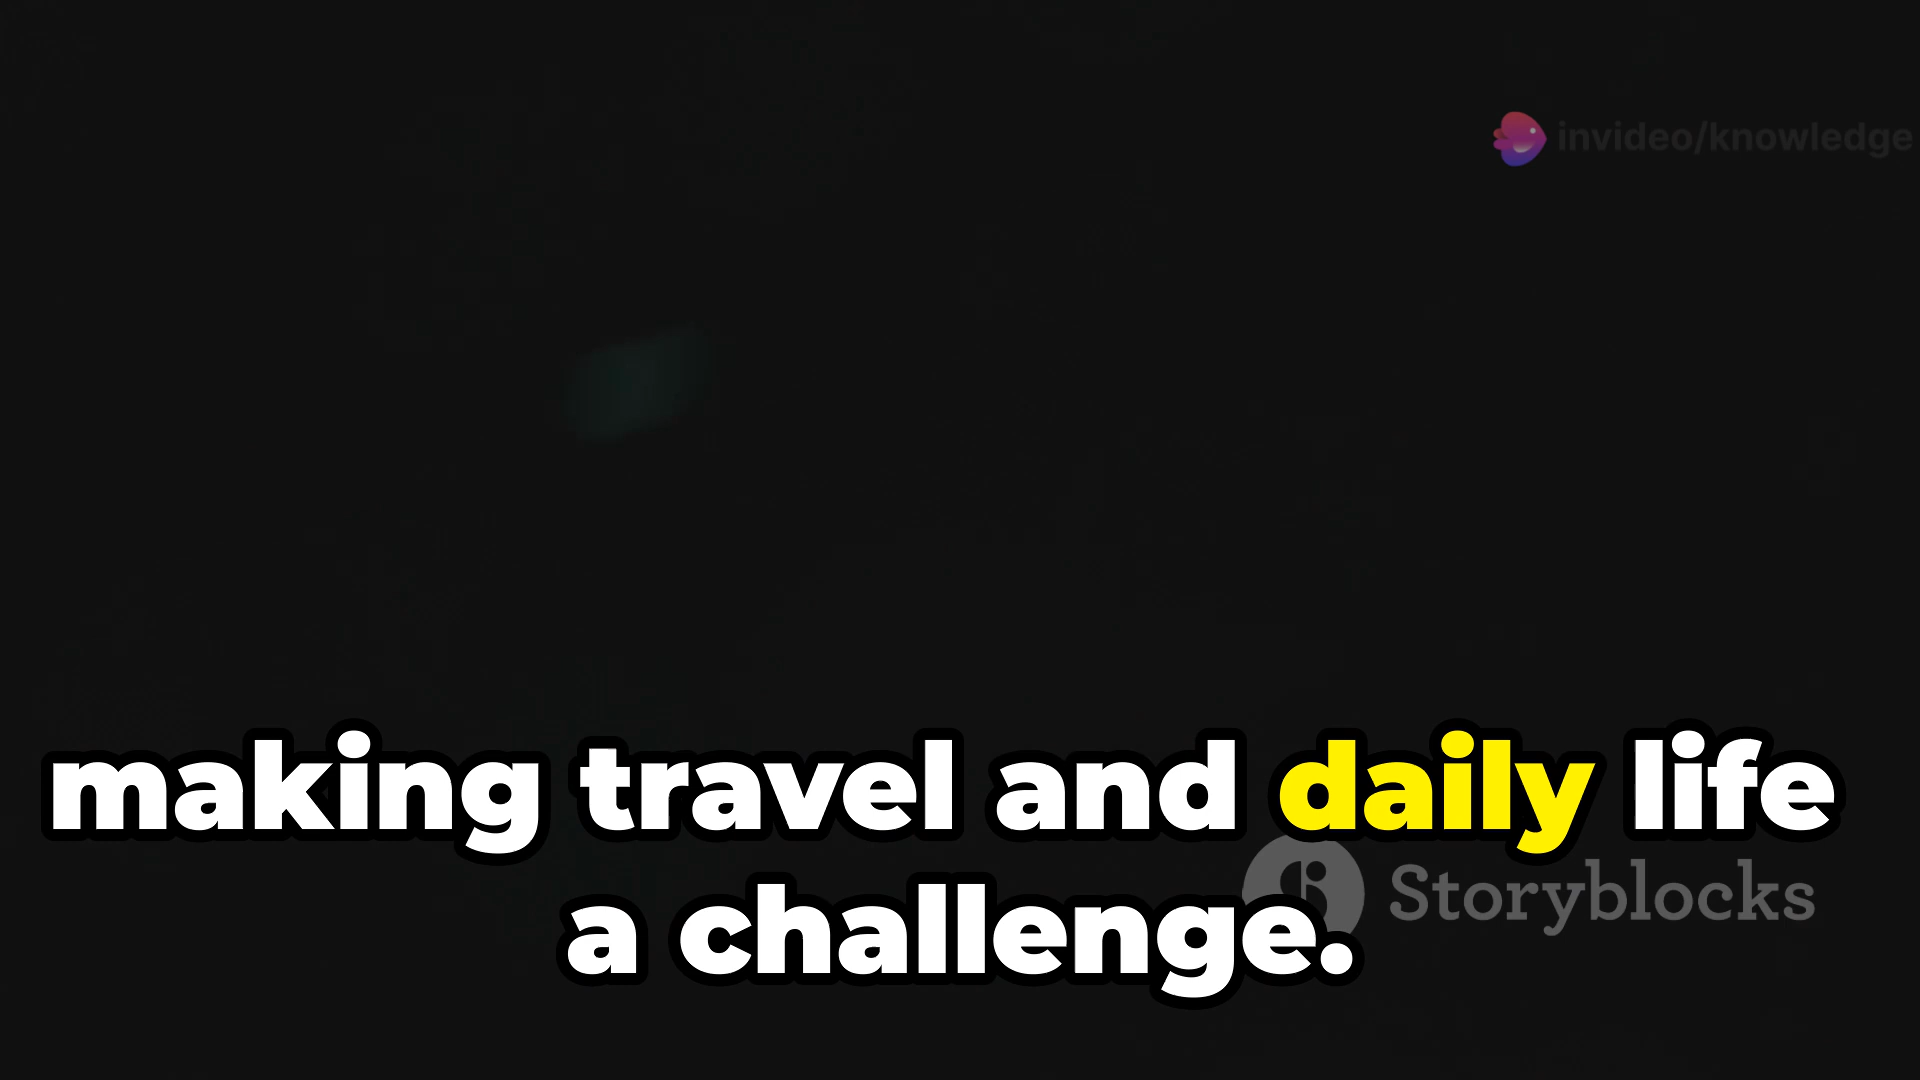 invideo/knowledge
making travel and daily life
a challenge.
Storyblocks